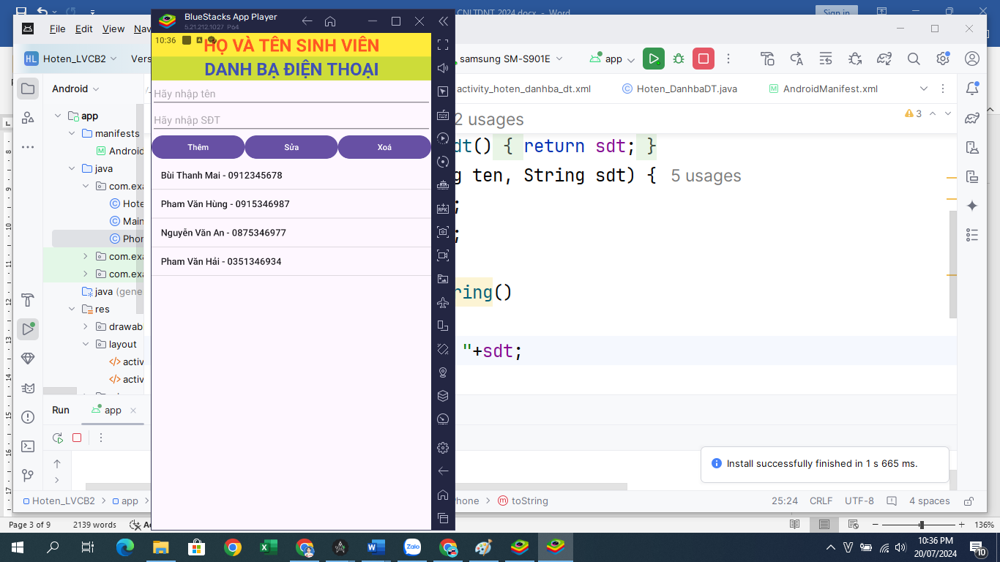 CNLTDNT_2024.docx - Word
Sign in
BlueStacks App Player
5.21.212.1027 P64
File Edit View Nav
HL Hoten_LVCB2 Vers
samsung SM-S901E
app
10:36
HỌ VÀ TÊN SINH VIÊN
DANH BẠ ĐIỆN THOẠI
Hãy nhập tên
Hãy nhập SĐT
Thêm Sửa Xoá
Bùi Thanh Mai - 0912345678
Pham Văn Hùng - 0915346987
Nguyễn Văn An - 0875346977
Pham Văn Hải - 0351346934
Android
app
manifests
Android
java
com.exa
Hote
Main
Phon
com.exa
com.exa
java (gene
res
drawab
layout
activ
activ
activity_hoten_danhba_dt.xml
Hoten_DanhbaDT.java
AndroidManifest.xml
2 usages
3
dt() { return sdt; }
g ten, String sdt) { 5 usages
;
;
ring()
"+sdt;
Run app
Install successfully finished in 1 s 665 ms.
Hoten_LVCB2 > app >
hone > toString
25:24 CRLF UTF-8 4 spaces
Page 3 of 9 2139 words
136%
Zalo
10:36 PM
20/07/2024
10